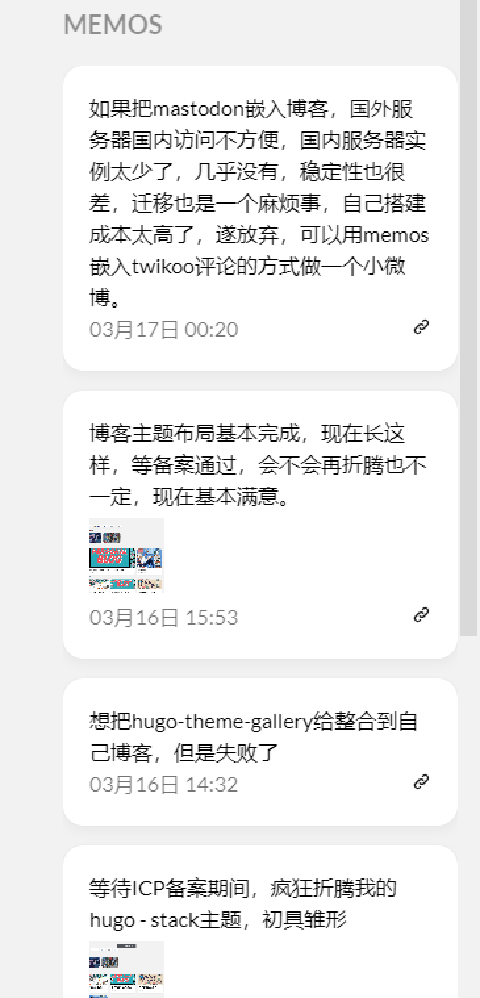 MEMOS
如果把mastodon嵌入博客，国外服
务器国内访问不方便，国内服务器实
例太少了，几乎没有，稳定性也很
差，迁移也是一个麻烦事，自己搭建
成本太高了，遂放弃，可以用memos
嵌入twikoo评论的方式做一个小微
博。
03月17日 00:20
博客主题布局基本完成，现在长这
样，等备案通过，会不会再折腾也不
一定，现在基本满意。
03月16日 15:53
想把hugo-theme-gallery给整合到自
己博客，但是失败了
03月16日 14:32
等待ICP备案期间，疯狂折腾我的
hugo - stack主题，初具雏形